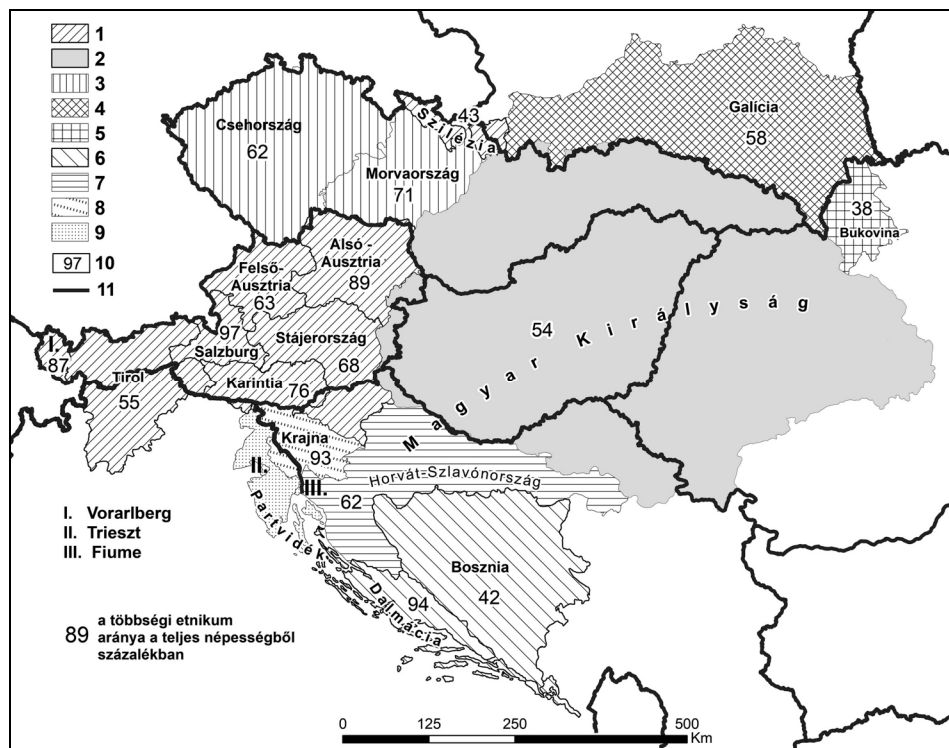 1
2
3
4
5
6
7
8
9
97 10
11
Csehország
62
Szilézia
43
Morvaország
71
Galícia
58
38
Bukovina
Alsó -
Ausztria
89
Felső-
Ausztria
63
97
Salzburg
Stájerország
68
I.
87
Tirol
55
Karintia
76
54
Magyar Királyság
Krajna
93
II.
III.
Partvidék
Horvát-Szlavónország
62
Bosznia
42
94
Dalmácia
I. Vorarlberg
II. Trieszt
III. Fiume
89 a többségi etnikum
aránya a teljes népességből
százalékban
0 125 250 500
Km